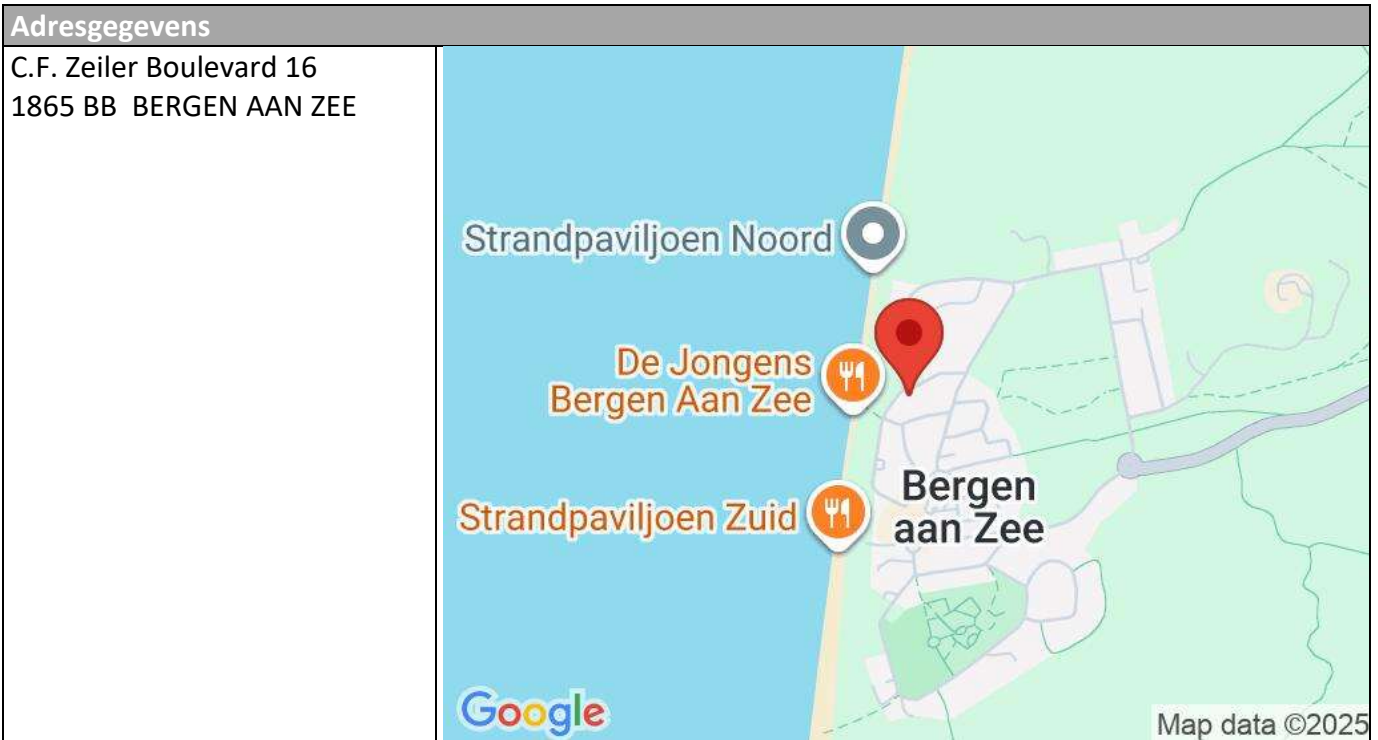 Adresgegevens
C.F. Zeiler Boulevard 16
1865 BB  BERGEN AAN ZEE
Strandpaviljoen Noord
De Jongens
Bergen Aan Zee
Bergen
aan Zee
Strandpaviljoen Zuid
Google
Map data ©2025